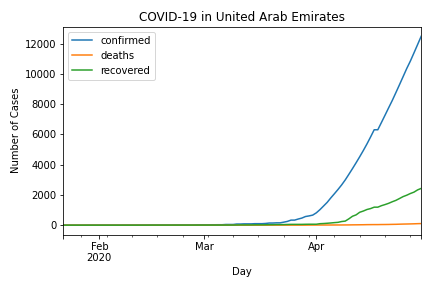 COVID-19 in United Arab Emirates
confirmed
deaths
recovered
Number of Cases
12000
10000
8000
6000
4000
2000
0
Feb
2020
Mar
Apr
Day